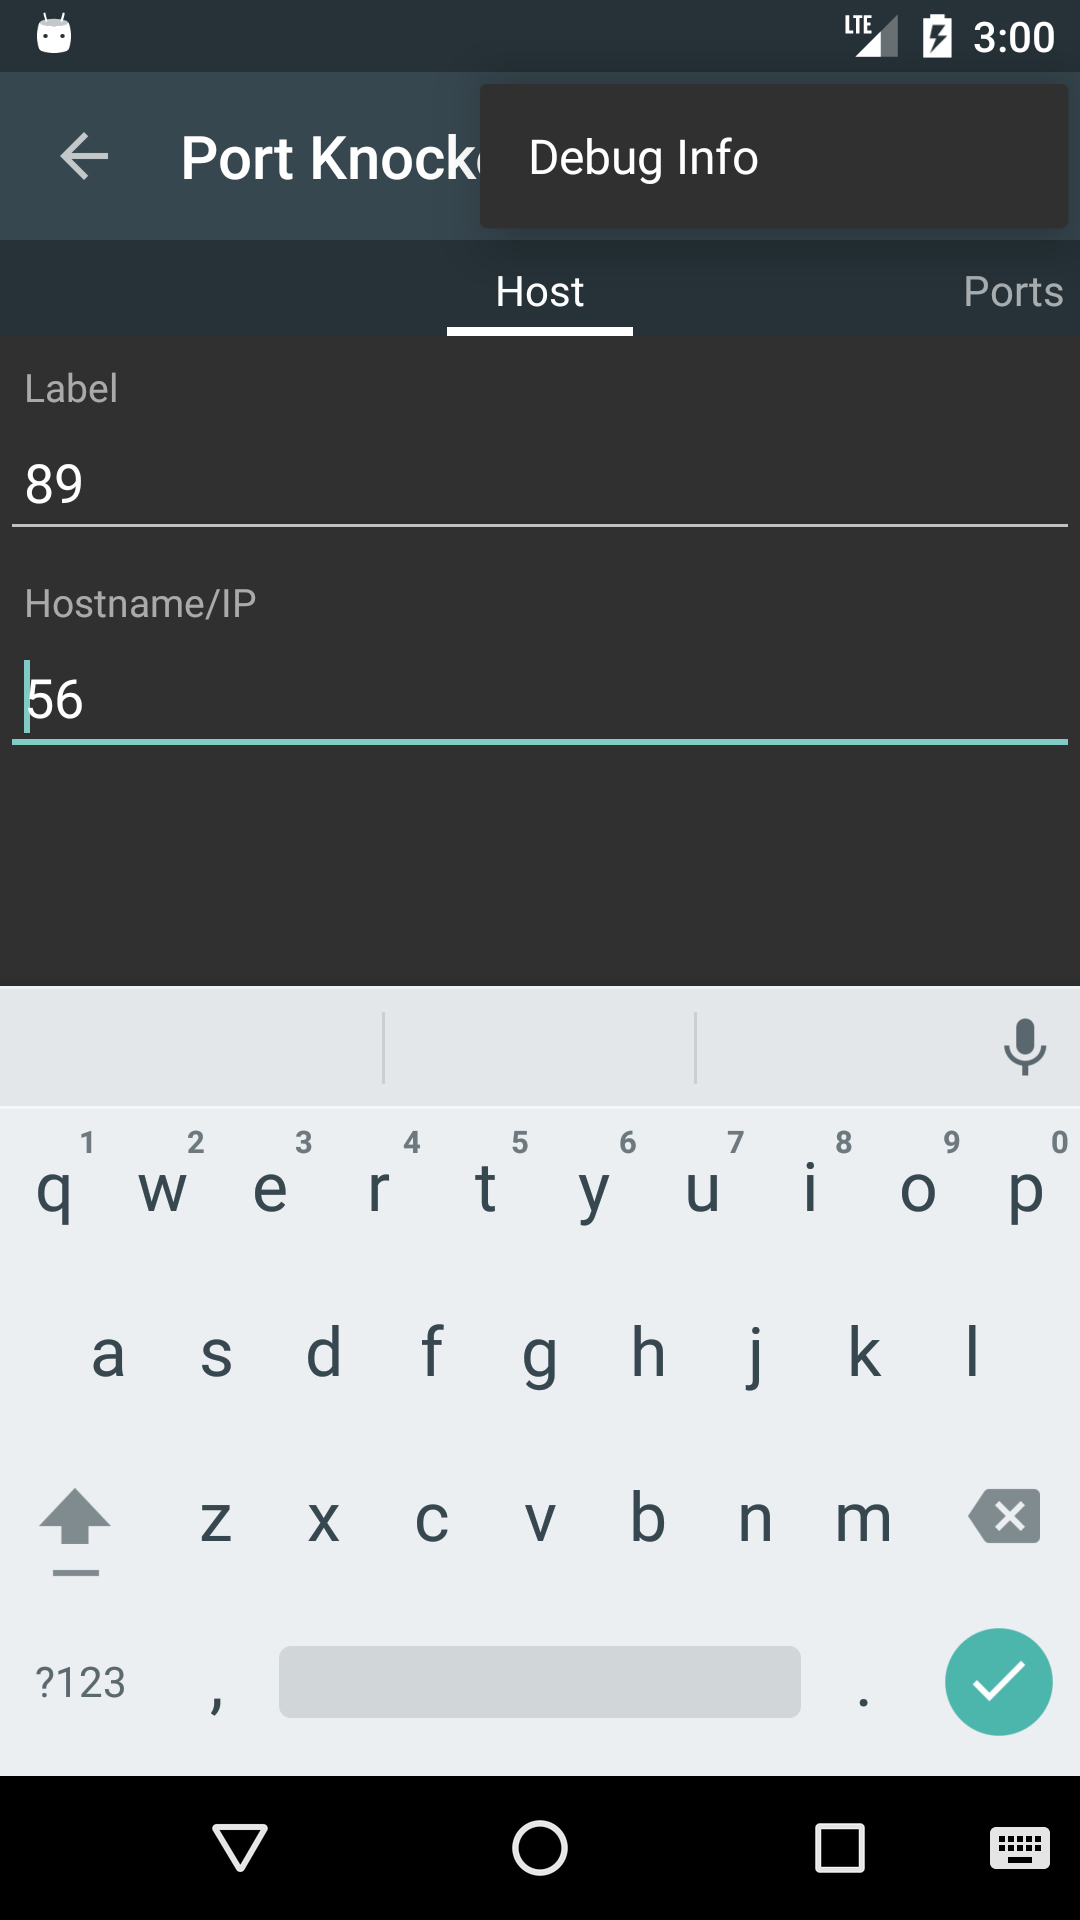 LTE 3:00
Port Knock
Debug Info
Host Ports
Label
89
Hostname/IP
56
1 2 3 4 5 6 7 8 9 0
q w e r t y u i o p
a s d f g h j k l
z x c v b n m
?123 , .